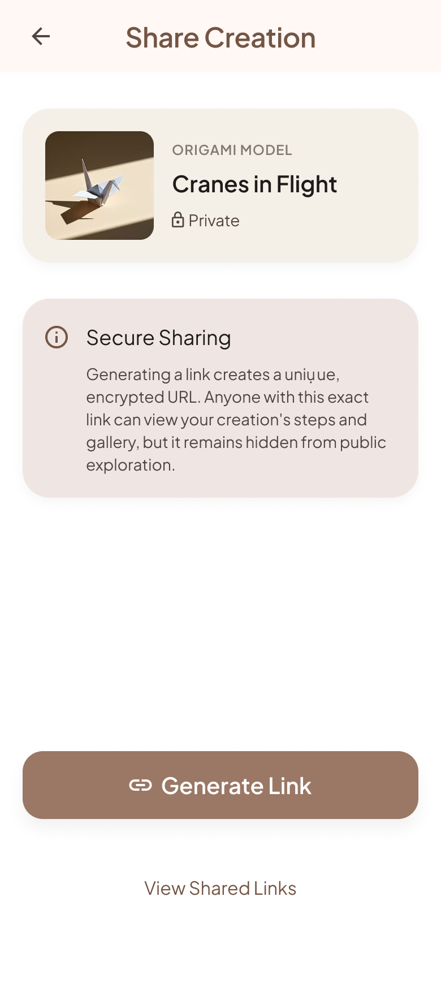 Share Creation
ORIGAMI MODEL
Cranes in Flight
Private
Secure Sharing
Generating a link creates a unique,
encrypted URL. Anyone with this exact
link can view your creation's steps and
gallery, but it remains hidden from public
exploration.
Generate Link
View Shared Links